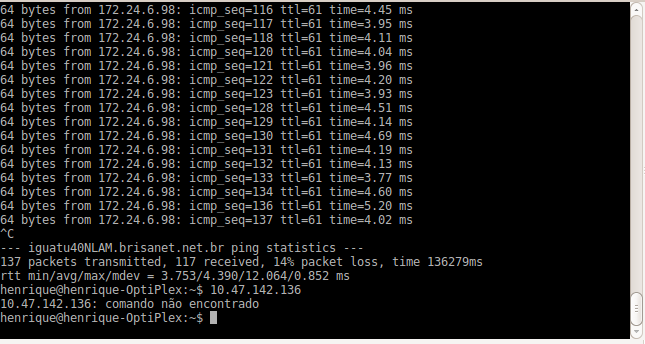 64 bytes from 172.24.6.98: icmp_seq=116 ttl=61 time=4.45 ms
64 bytes from 172.24.6.98: icmp_seq=117 ttl=61 time=3.95 ms
64 bytes from 172.24.6.98: icmp_seq=118 ttl=61 time=4.11 ms
64 bytes from 172.24.6.98: icmp_seq=120 ttl=61 time=4.04 ms
64 bytes from 172.24.6.98: icmp_seq=121 ttl=61 time=3.96 ms
64 bytes from 172.24.6.98: icmp_seq=122 ttl=61 time=4.20 ms
64 bytes from 172.24.6.98: icmp_seq=123 ttl=61 time=3.93 ms
64 bytes from 172.24.6.98: icmp_seq=128 ttl=61 time=4.51 ms
64 bytes from 172.24.6.98: icmp_seq=129 ttl=61 time=4.14 ms
64 bytes from 172.24.6.98: icmp_seq=130 ttl=61 time=4.69 ms
64 bytes from 172.24.6.98: icmp_seq=131 ttl=61 time=4.19 ms
64 bytes from 172.24.6.98: icmp_seq=132 ttl=61 time=4.13 ms
64 bytes from 172.24.6.98: icmp_seq=133 ttl=61 time=3.77 ms
64 bytes from 172.24.6.98: icmp_seq=134 ttl=61 time=4.60 ms
64 bytes from 172.24.6.98: icmp_seq=136 ttl=61 time=5.20 ms
64 bytes from 172.24.6.98: icmp_seq=137 ttl=61 time=4.02 ms
^C
--- iguatu40NLAM.brisanet.net.br ping statistics ---
137 packets transmitted, 117 received, 14% packet loss, time 136279ms
rtt min/avg/max/mdev = 3.753/4.390/12.064/0.852 ms
henrique@henrique-OptiPlex:~$ 10.47.142.136
10.47.142.136: comando não encontrado
henrique@henrique-OptiPlex:~$